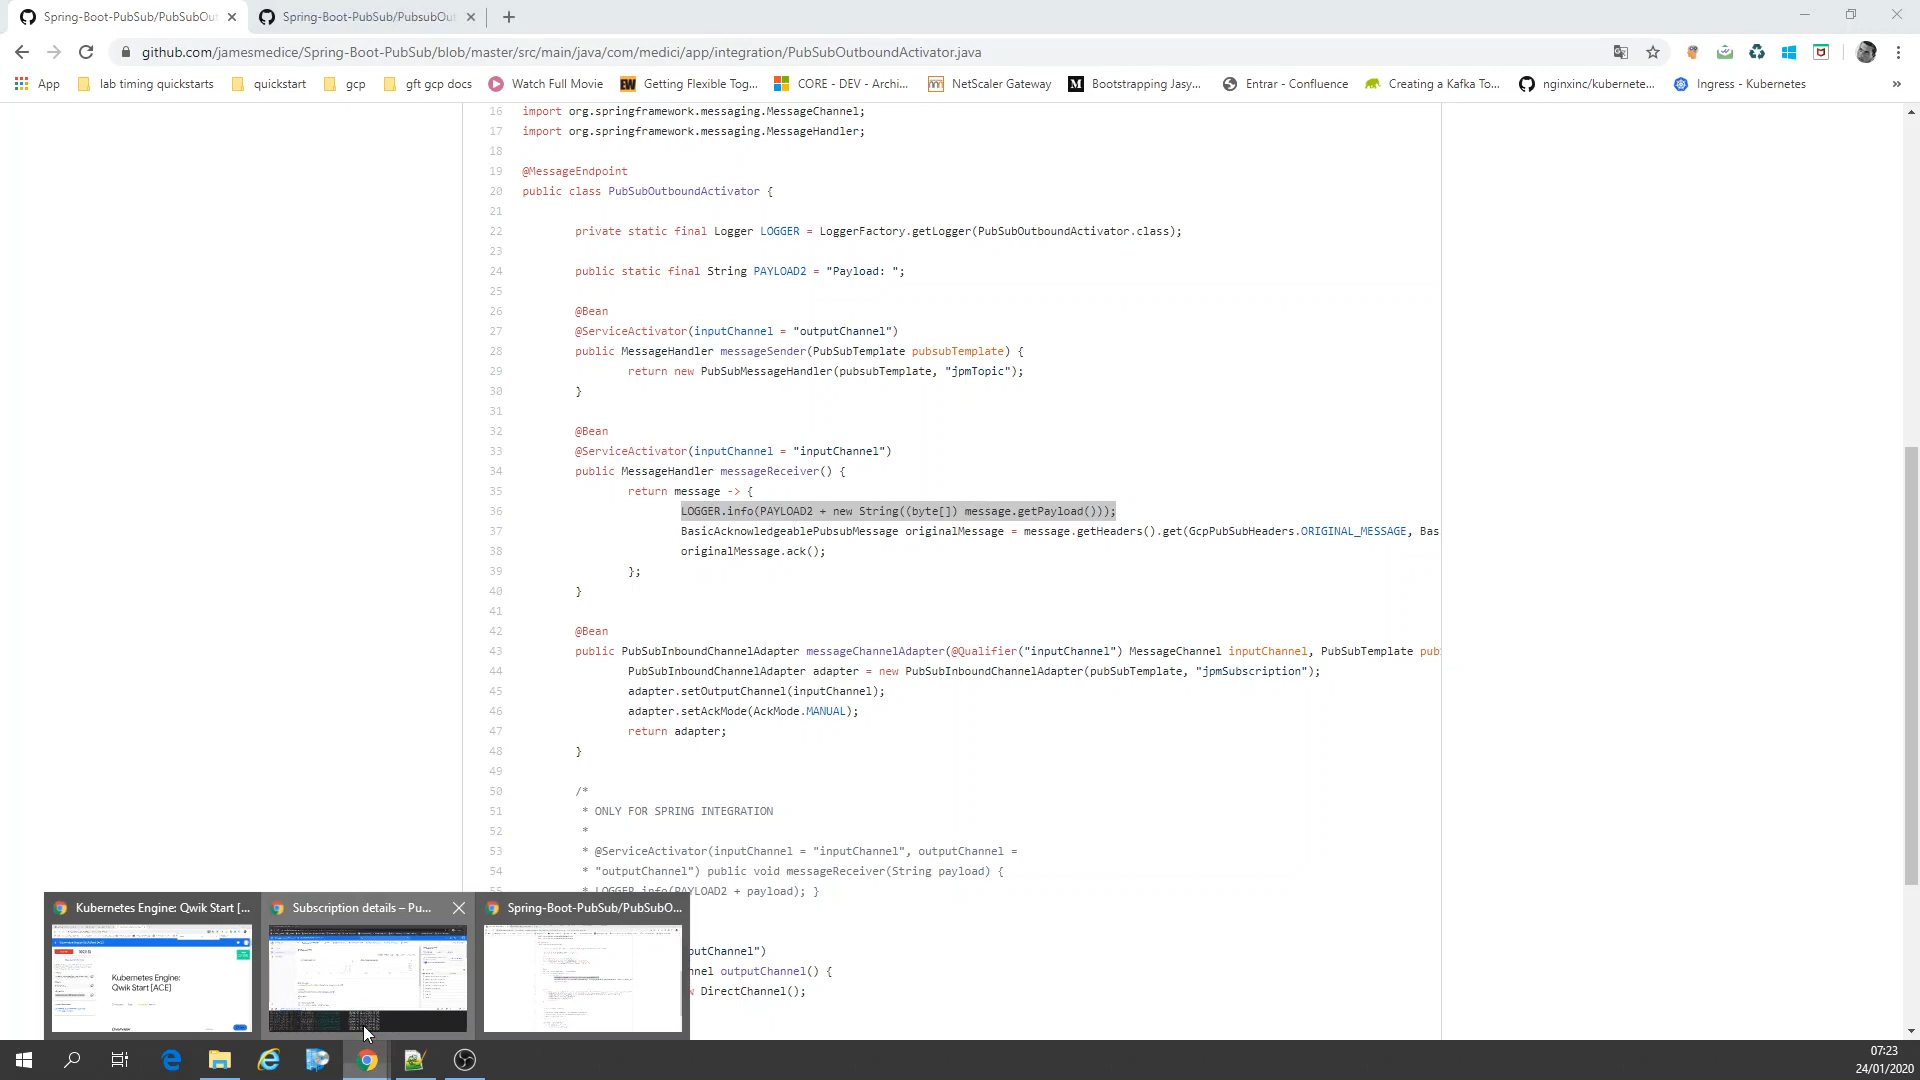 Spring-Boot-PubSub/PubSubOut
Spring-Boot-PubSub/PubsubOut
github.com/jamesmedice/Spring-Boot-PubSub/blob/master/src/main/java/com/medici/app/integration/PubSubOutboundActivator.java
App lab timing quickstarts quickstart gcp gft gcp docs Watch Full Movie Getting Flexible Tog... CORE - DEV - Archi... NetScaler Gateway Bootstrapping Jasy... Entrar - Confluence Creating a Kafka To... nginxinc/kubernete... Ingress - Kubernetes »
16 import org.springframework.messaging.MessageChannel;
17 import org.springframework.messaging.MessageHandler;
18
19 @MessageEndpoint
20 public class PubSubOutboundActivator {
21
22 private static final Logger LOGGER = LoggerFactory.getLogger(PubSubOutboundActivator.class);
23
24 public static final String PAYLOAD2 = "Payload: ";
25
26 @Bean
27 @ServiceActivator(inputChannel = "outputChannel")
28 public MessageHandler messageSender(PubSubTemplate pubsubTemplate) {
29 return new PubSubMessageHandler(pubsubTemplate, "jpmTopic");
30 }
31
32 @Bean
33 @ServiceActivator(inputChannel = "inputChannel")
34 public MessageHandler messageReceiver() {
35 return message -> {
36 LOGGER.info(PAYLOAD2 + new String((byte[]) message.getPayload()));
37 BasicAcknowledgeablePubsubMessage originalMessage = message.getHeaders().get(GcpPubSubHeaders.ORIGINAL_MESSAGE, Bas
38 originalMessage.ack();
39 };
40 }
41
42 @Bean
43 public PubSubInboundChannelAdapter messageChannelAdapter(@Qualifier("inputChannel") MessageChannel inputChannel, PubSubTemplate pub
44 PubSubInboundChannelAdapter adapter = new PubSubInboundChannelAdapter(pubSubTemplate, "jpmSubscription");
45 adapter.setOutputChannel(inputChannel);
46 adapter.setAckMode(AckMode.MANUAL);
47 return adapter;
48 }
49
50 /*
51 * ONLY FOR SPRING INTEGRATION
52 *
53 * @ServiceActivator(inputChannel = "inputChannel", outputChannel =
54 * "outputChannel") public void messageReceiver(String payload) {
55 * LOGGER.info(PAYLOAD2 + payload); }
Kubernetes Engine: Qwik Start [...
Subscription details – Pu...
Spring-Boot-PubSub/PubSubO...
Kubernetes Engine:
Qwik Start [ACE]
Overview
putChannel")
nel outputChannel() {
w DirectChannel();
07:23
24/01/2020